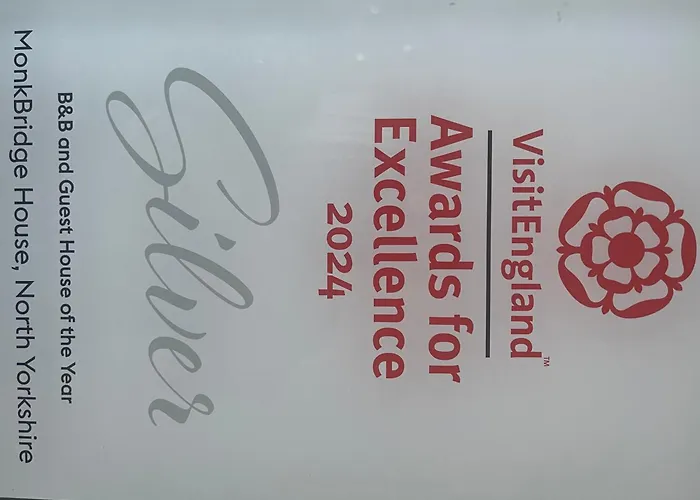 VisitEngland™
Awards for
Excellence
2024
Silver
B&B and Guest House of the Year
MonkBridge House, North Yorkshire